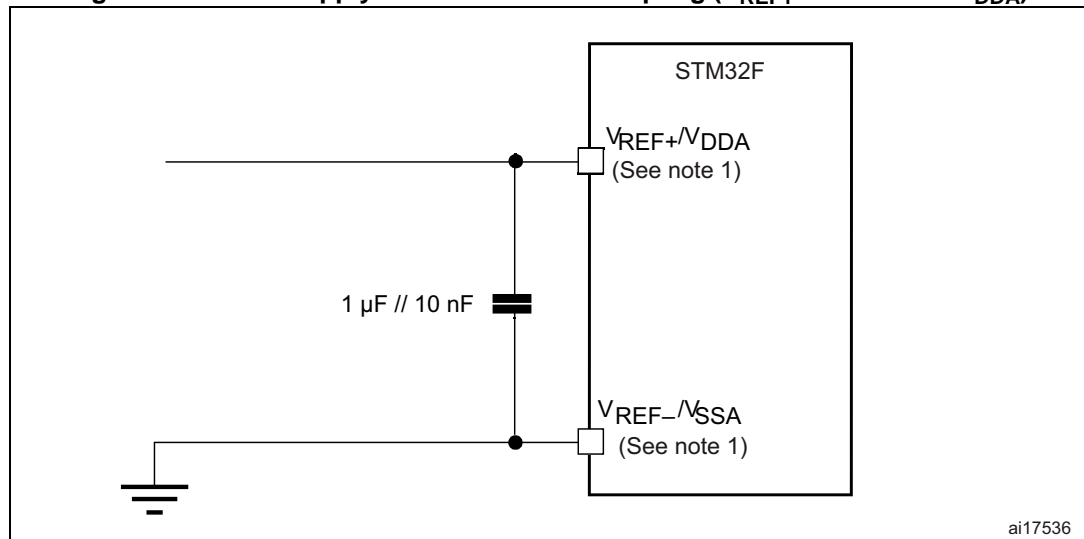 STM32F
VREF+/VDDA
(See note 1)
1 µF // 10 nF
VREF–/VSSA
(See note 1)
ai17536